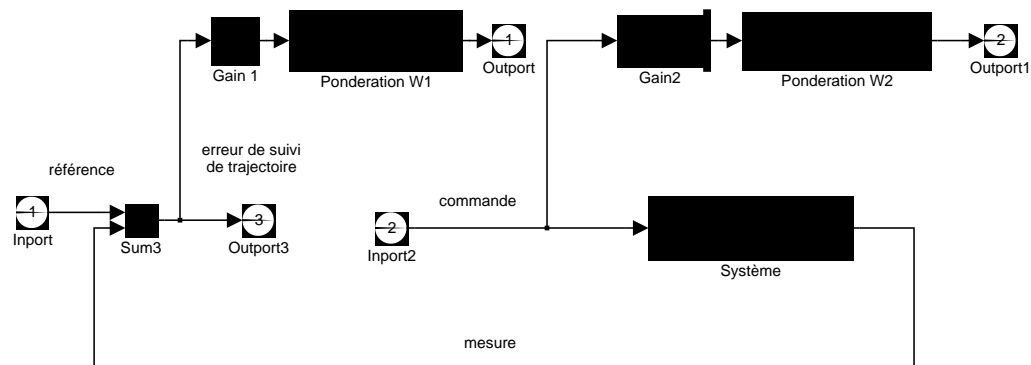 1
2
Gain 1
Ponderation W1
Outport
Gain2
Ponderation W2
Outport1
référence
erreur de suivi
de trajectoire
commande
1
3
2
Inport
Sum3
Outport3
Inport2
Système
mesure